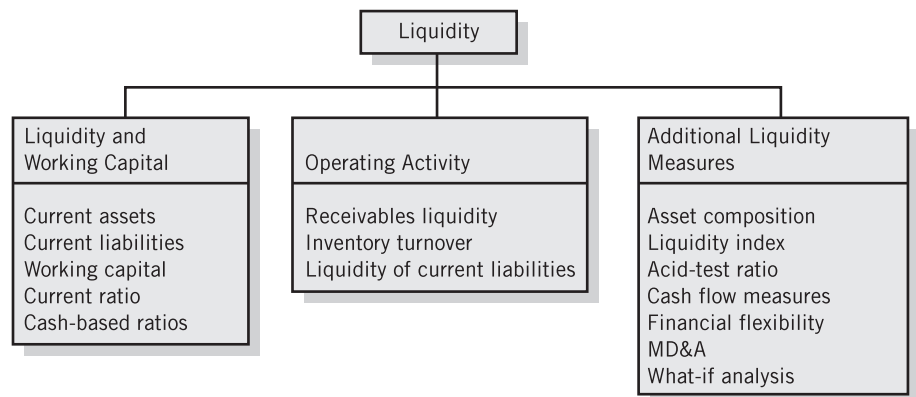 Liquidity
Liquidity and
Working Capital
Current assets
Current liabilities
Working capital
Current ratio
Cash-based ratios
Operating Activity
Receivables liquidity
Inventory turnover
Liquidity of current liabilities
Additional Liquidity
Measures
Asset composition
Liquidity index
Acid-test ratio
Cash flow measures
Financial flexibility
MD&A
What-if analysis